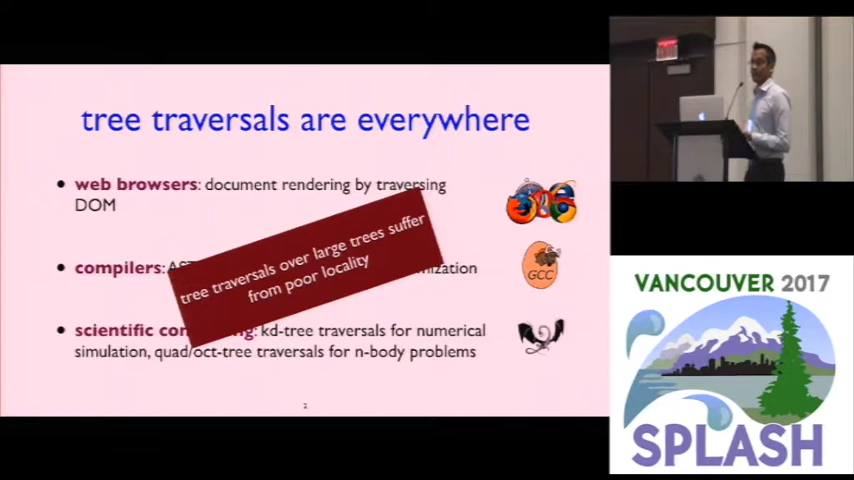 tree traversals are everywhere
• web browsers: document rendering by traversing
DOM
• compilers:
tree traversals over large trees suffer
from poor locality
GCC
• scientific
kd-tree traversals for numerical
simulation, quad/oct-tree traversals for n-body problems
2
VANCOUVER 2017
SPLASH